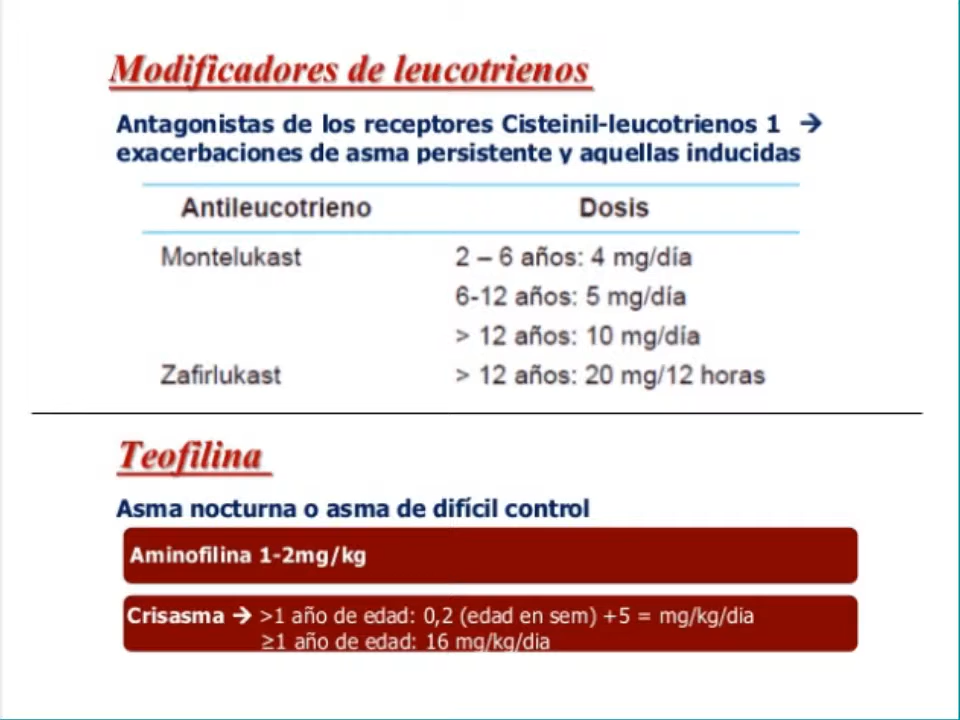 Modificadores de leucotrienos
Antagonistas de los receptores Cisteinil-leucotrienos 1 →
exacerbaciones de asma persistente y aquellas inducidas
Antileucotrieno Dosis
Montelukast 2 – 6 años: 4 mg/día
6-12 años: 5 mg/día
> 12 años: 10 mg/día
Zafirlukast > 12 años: 20 mg/12 horas
Teofilina
Asma nocturna o asma de difícil control
Aminofilina 1-2mg/kg
Crisasma → >1 año de edad: 0,2 (edad en sem) +5 = mg/kg/dia
≥1 año de edad: 16 mg/kg/dia